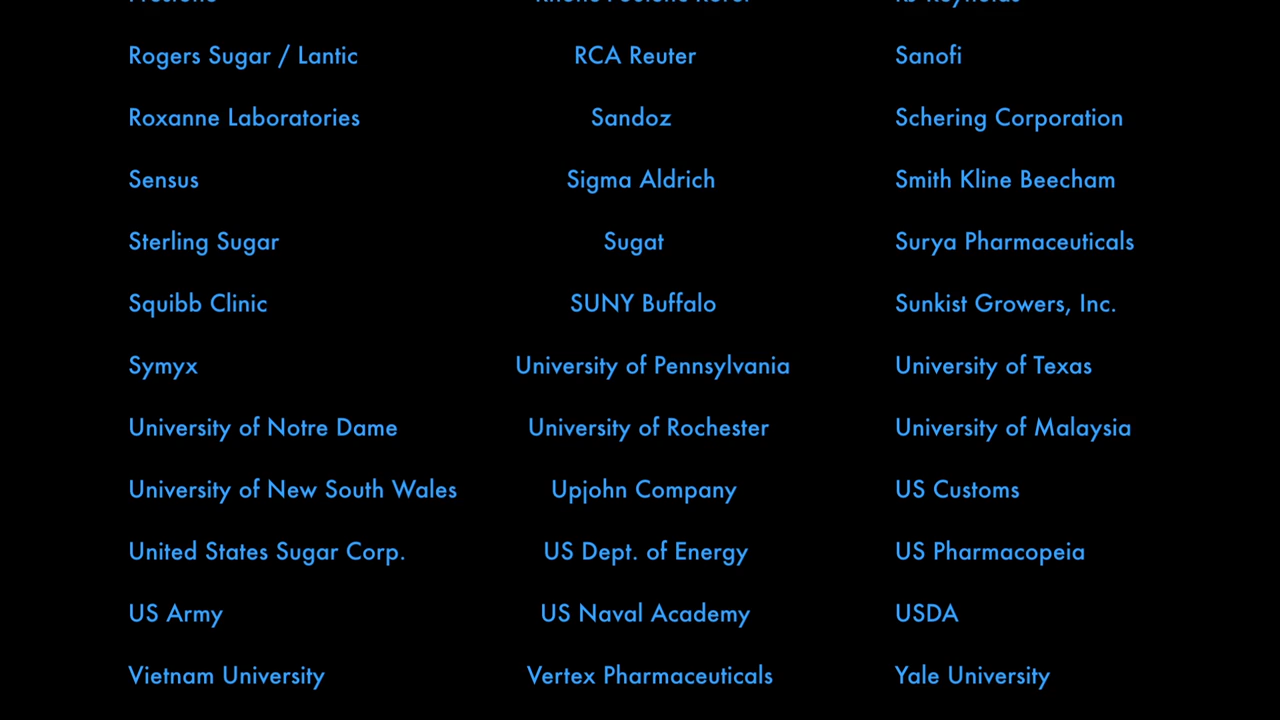 Rogers Sugar / Lantic RCA Reuter Sanofi
Roxanne Laboratories Sandoz Schering Corporation
Sensus Sigma Aldrich Smith Kline Beecham
Sterling Sugar Sugat Surya Pharmaceuticals
Squibb Clinic SUNY Buffalo Sunkist Growers, Inc.
Symyx University of Pennsylvania University of Texas
University of Notre Dame University of Rochester University of Malaysia
University of New South Wales Upjohn Company US Customs
United States Sugar Corp. US Dept. of Energy US Pharmacopeia
US Army US Naval Academy USDA
Vietnam University Vertex Pharmaceuticals Yale University